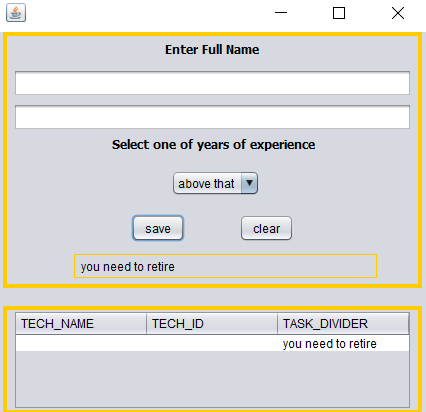 Enter Full Name
Select one of years of experience
above that
save clear
you need to retire
TECH_NAME TECH_ID TASK_DIVIDER
you need to retire